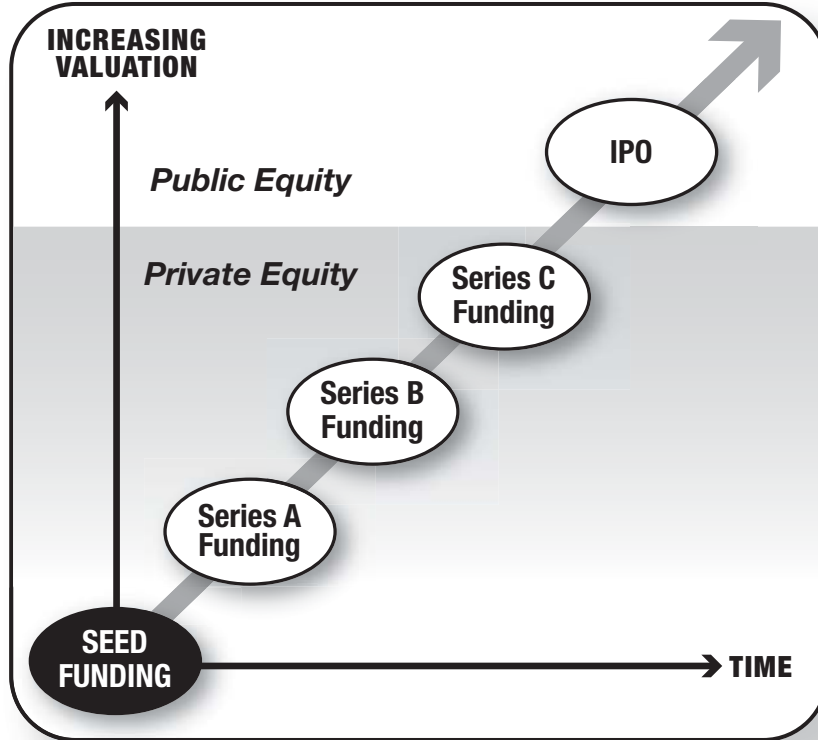 INCREASING
VALUATION
IPO
Public Equity
Private Equity
Series C
Funding
Series B
Funding
Series A
Funding
SEED
FUNDING
TIME